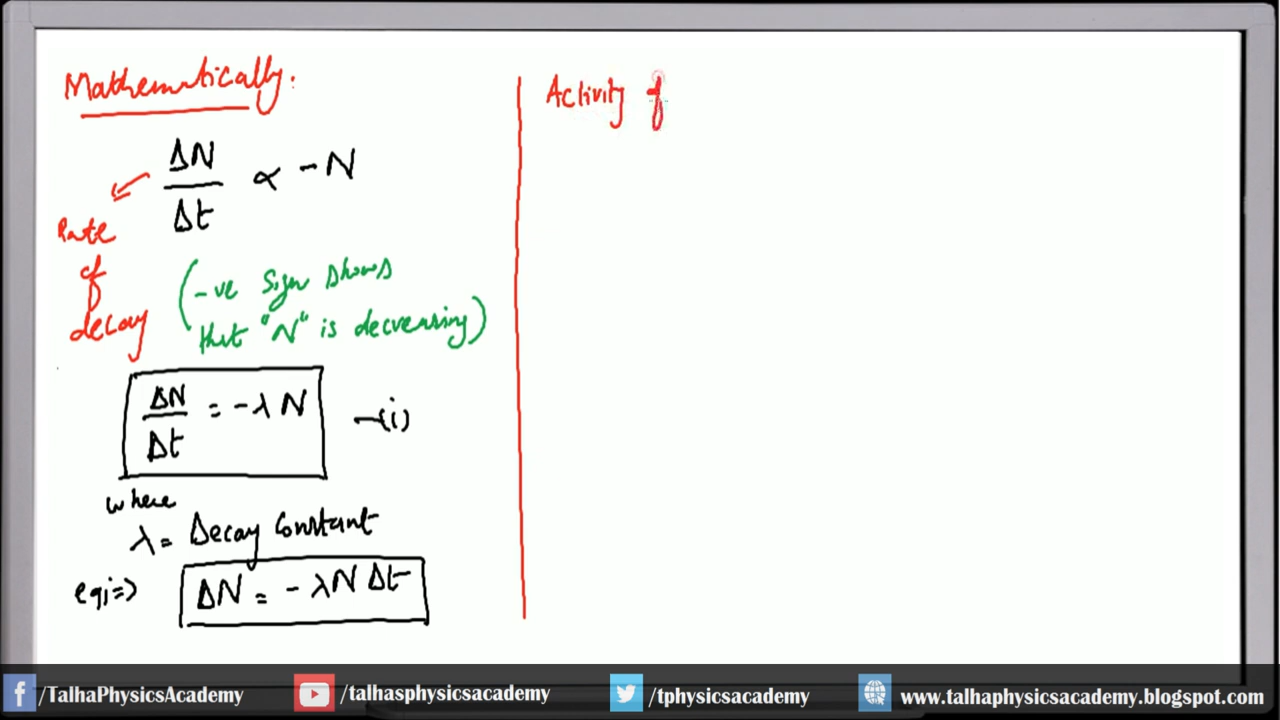 Mathematically:
ΔN/Δt ∝ -N
Rate
of
decay
(-ve sign shows
that "N" is decreasing)
ΔN/Δt = -λN —(i)
where
λ = Decay Constant
eq i => ΔN = -λNΔt
Activity of
/TalhaPhysicsAcademy /talhasphysicsacademy /tphysicsacademy www.talhaphysicsacademy.blogspot.com